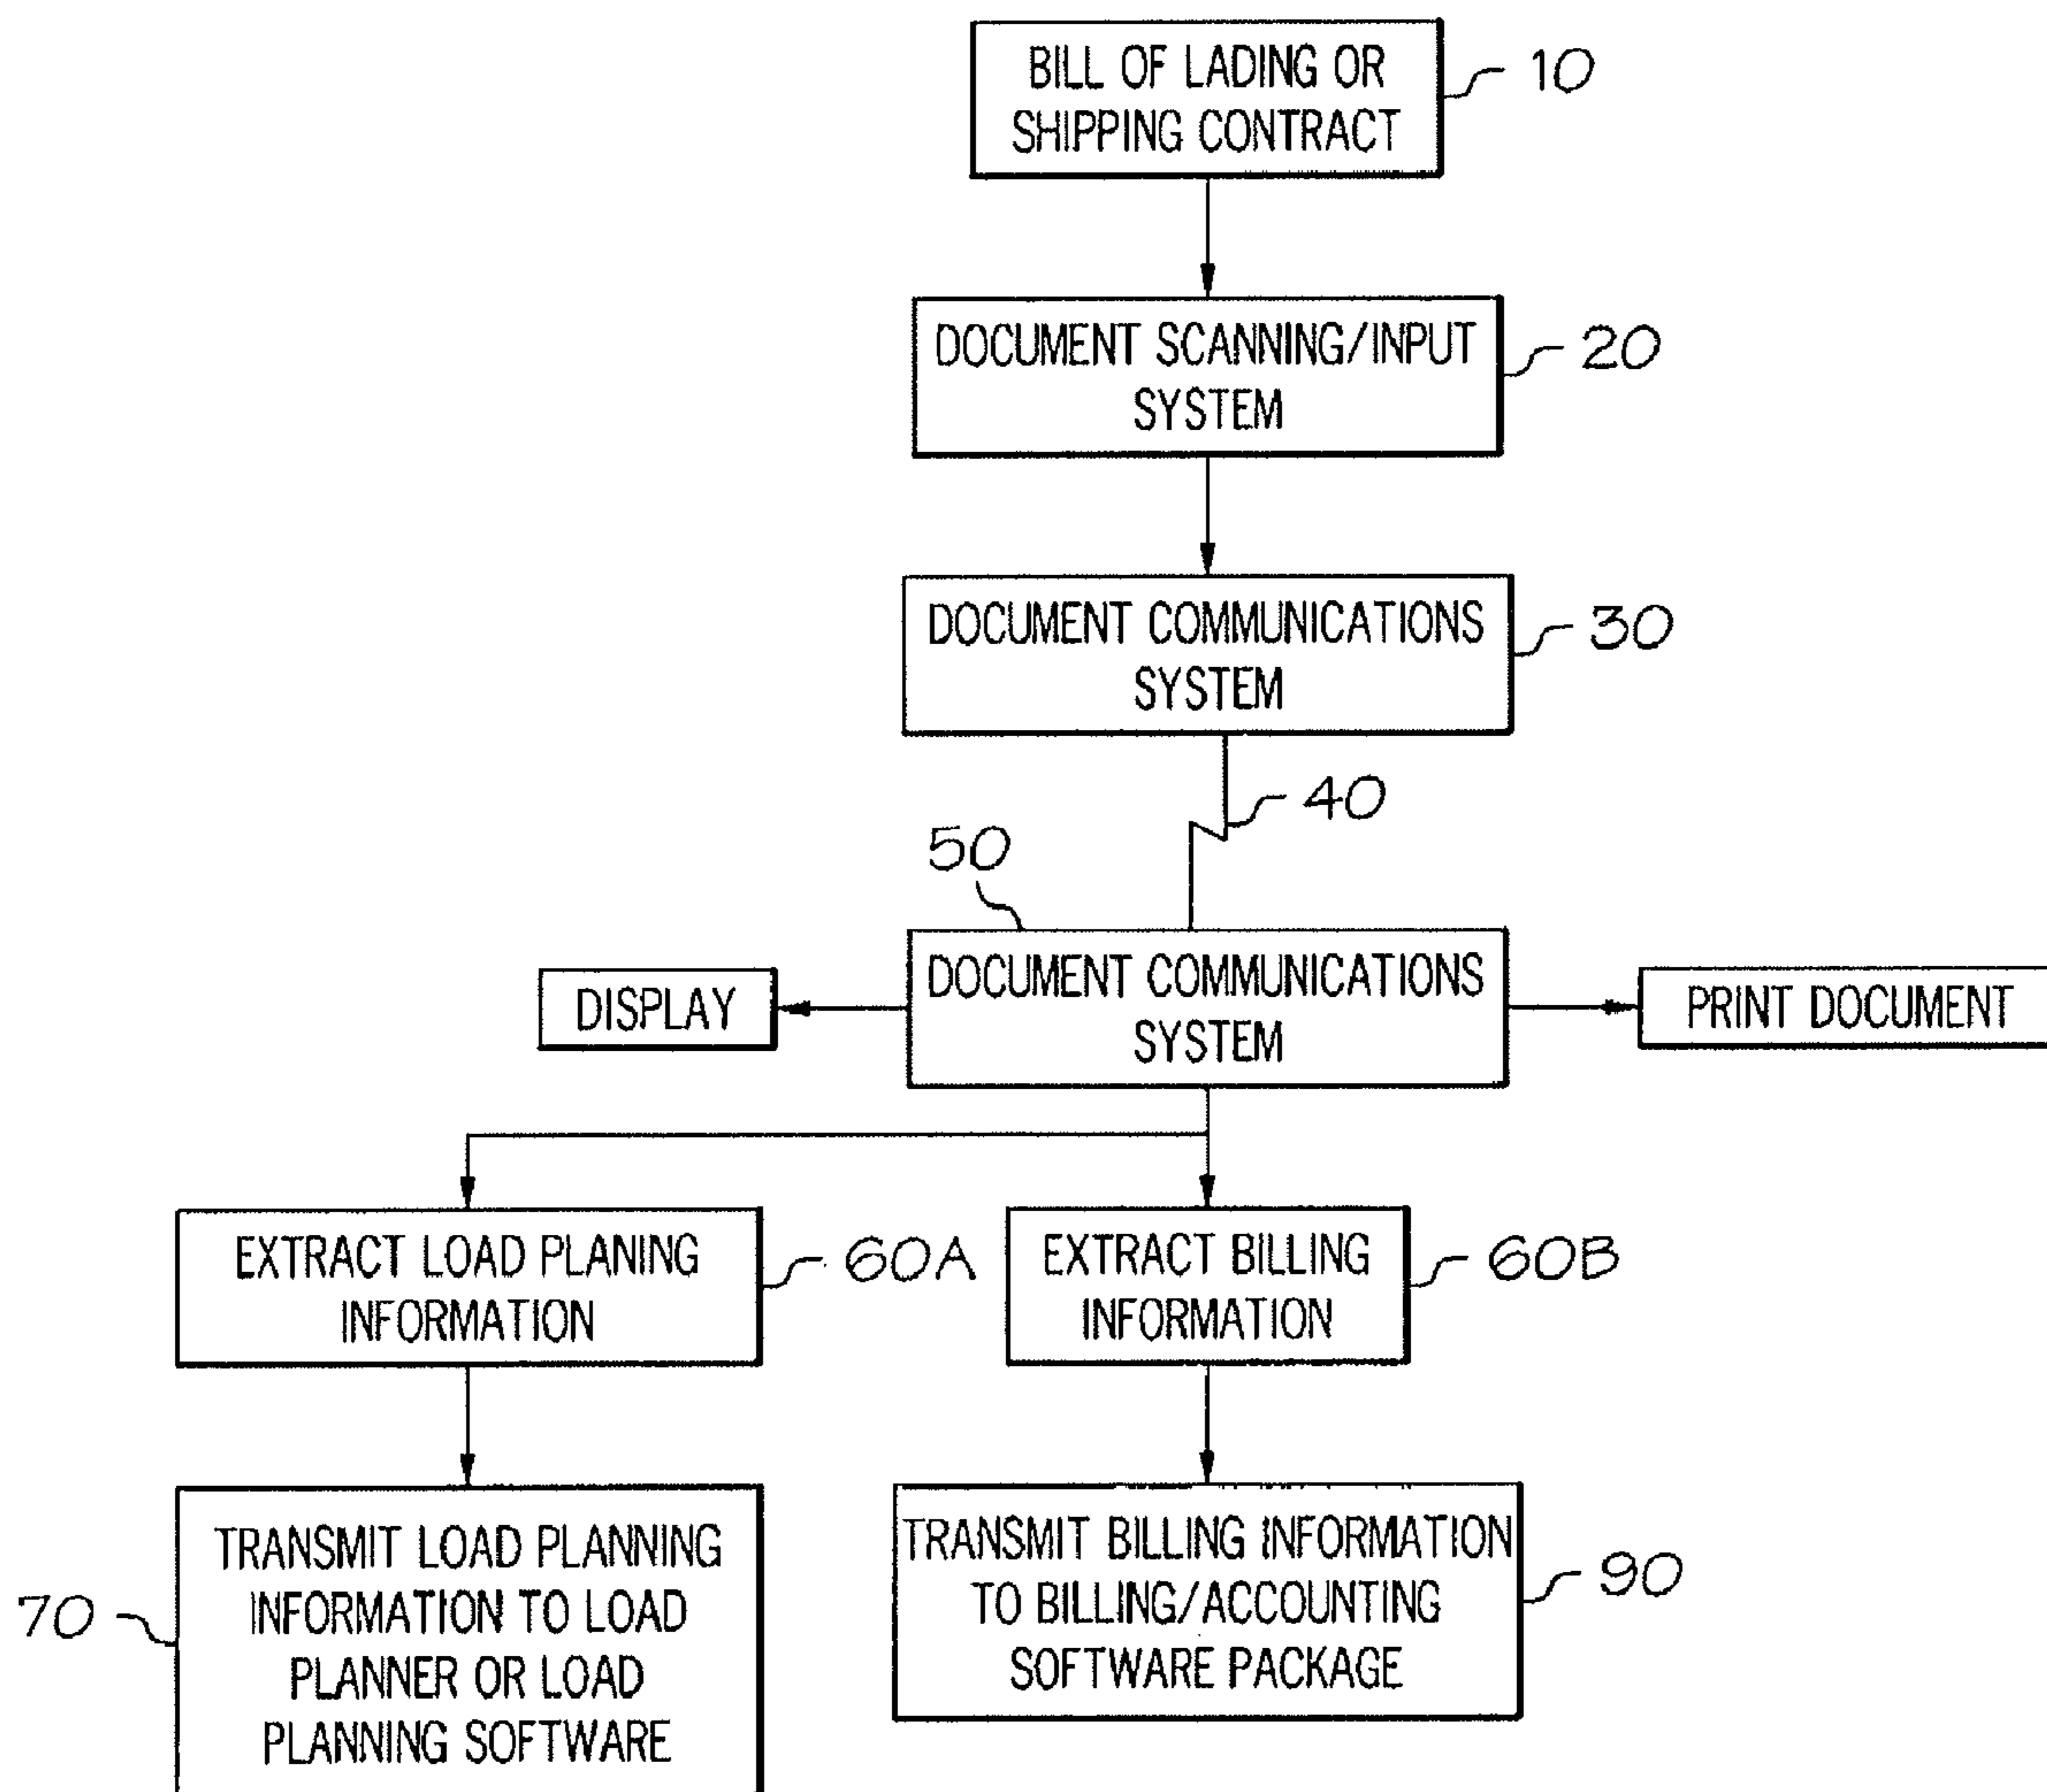 BILL OF LADING OR
SHIPPING CONTRACT
10
DOCUMENT SCANNING/INPUT
SYSTEM
20
DOCUMENT COMMUNICATIONS
SYSTEM
30
40
50
DOCUMENT COMMUNICATIONS
SYSTEM
DISPLAY
PRINT DOCUMENT
EXTRACT LOAD PLANING
INFORMATION
60A
EXTRACT BILLING
INFORMATION
60B
TRANSMIT LOAD PLANNING
INFORMATION TO LOAD
PLANNER OR LOAD
PLANNING SOFTWARE
70
TRANSMIT BILLING INFORMATION
TO BILLING/ACCOUNTING
SOFTWARE PACKAGE
90